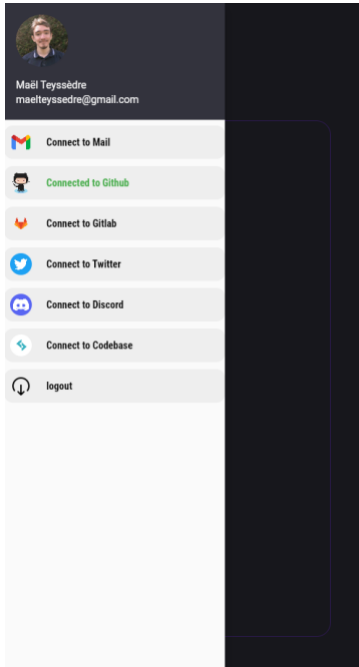 Maël Teyssèdre
maelteyssedre@gmail.com
Connect to Mail
Connected to Github
Connect to Gitlab
Connect to Twitter
Connect to Discord
Connect to Codebase
logout